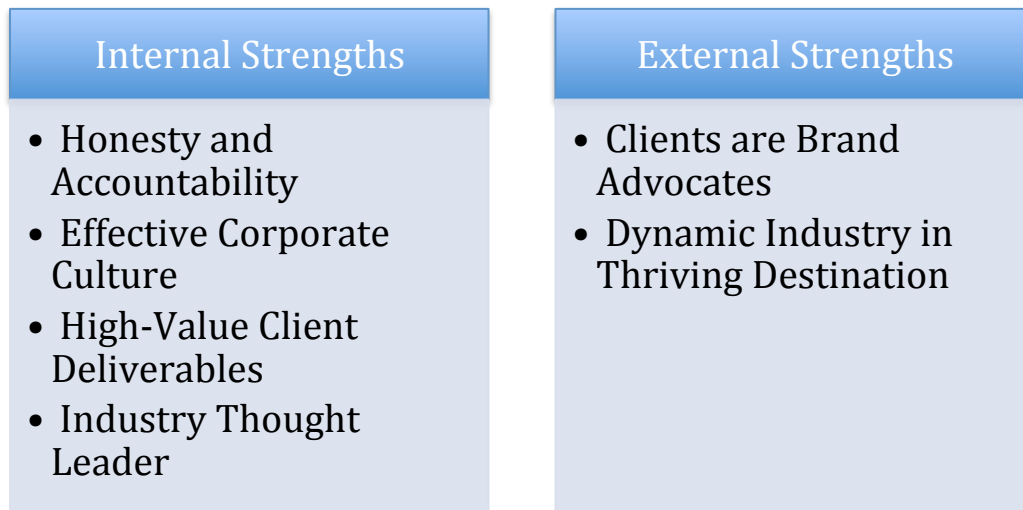 Internal Strengths
• Honesty and
Accountability
• Effective Corporate
Culture
• High-Value Client
Deliverables
• Industry Thought
Leader
External Strengths
• Clients are Brand
Advocates
• Dynamic Industry in
Thriving Destination